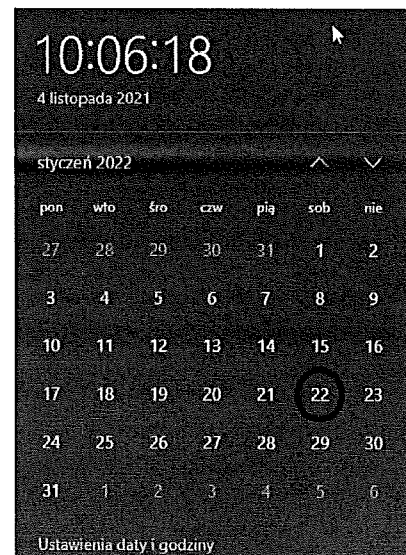 10:06:18
4 listopada 2021
styczeń 2022
pon wto śro czw pią sob nie
27 28 29 30 31 1 2
3 4 5 6 7 8 9
10 11 12 13 14 15 16
17 18 19 20 21 22 23
24 25 26 27 28 29 30
31 1 2 3 4 5 6
Ustawienia daty i godziny